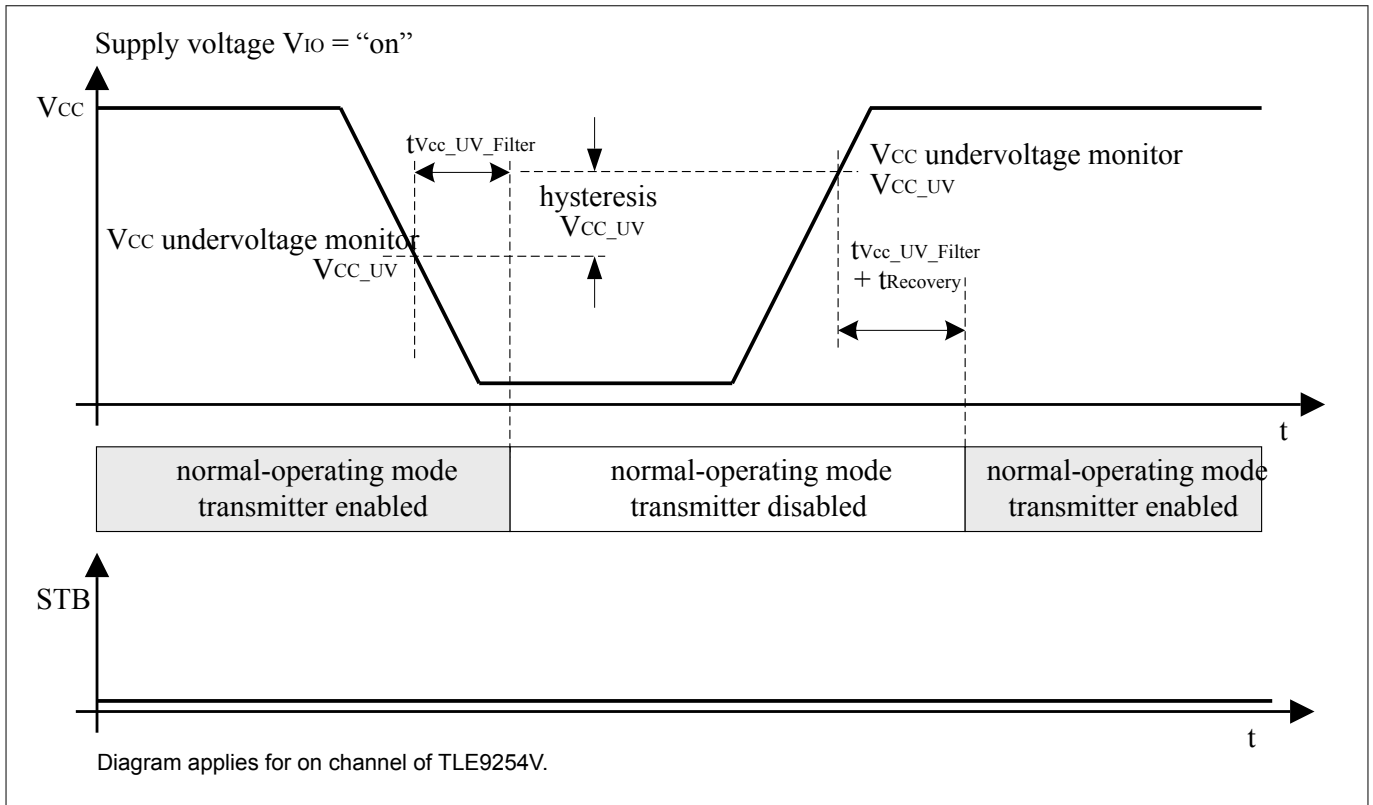 Supply voltage VIO = “on”
VCC
tVcc_UV_Filter
hysteresis
VCC_UV
VCC undervoltage monitor
VCC_UV
VCC undervoltage monitor
VCC_UV
tVcc_UV_Filter
+ tRecovery
t
normal-operating mode
transmitter enabled
normal-operating mode
transmitter disabled
normal-operating mode
transmitter enabled
STB
t
Diagram applies for on channel of TLE9254V.